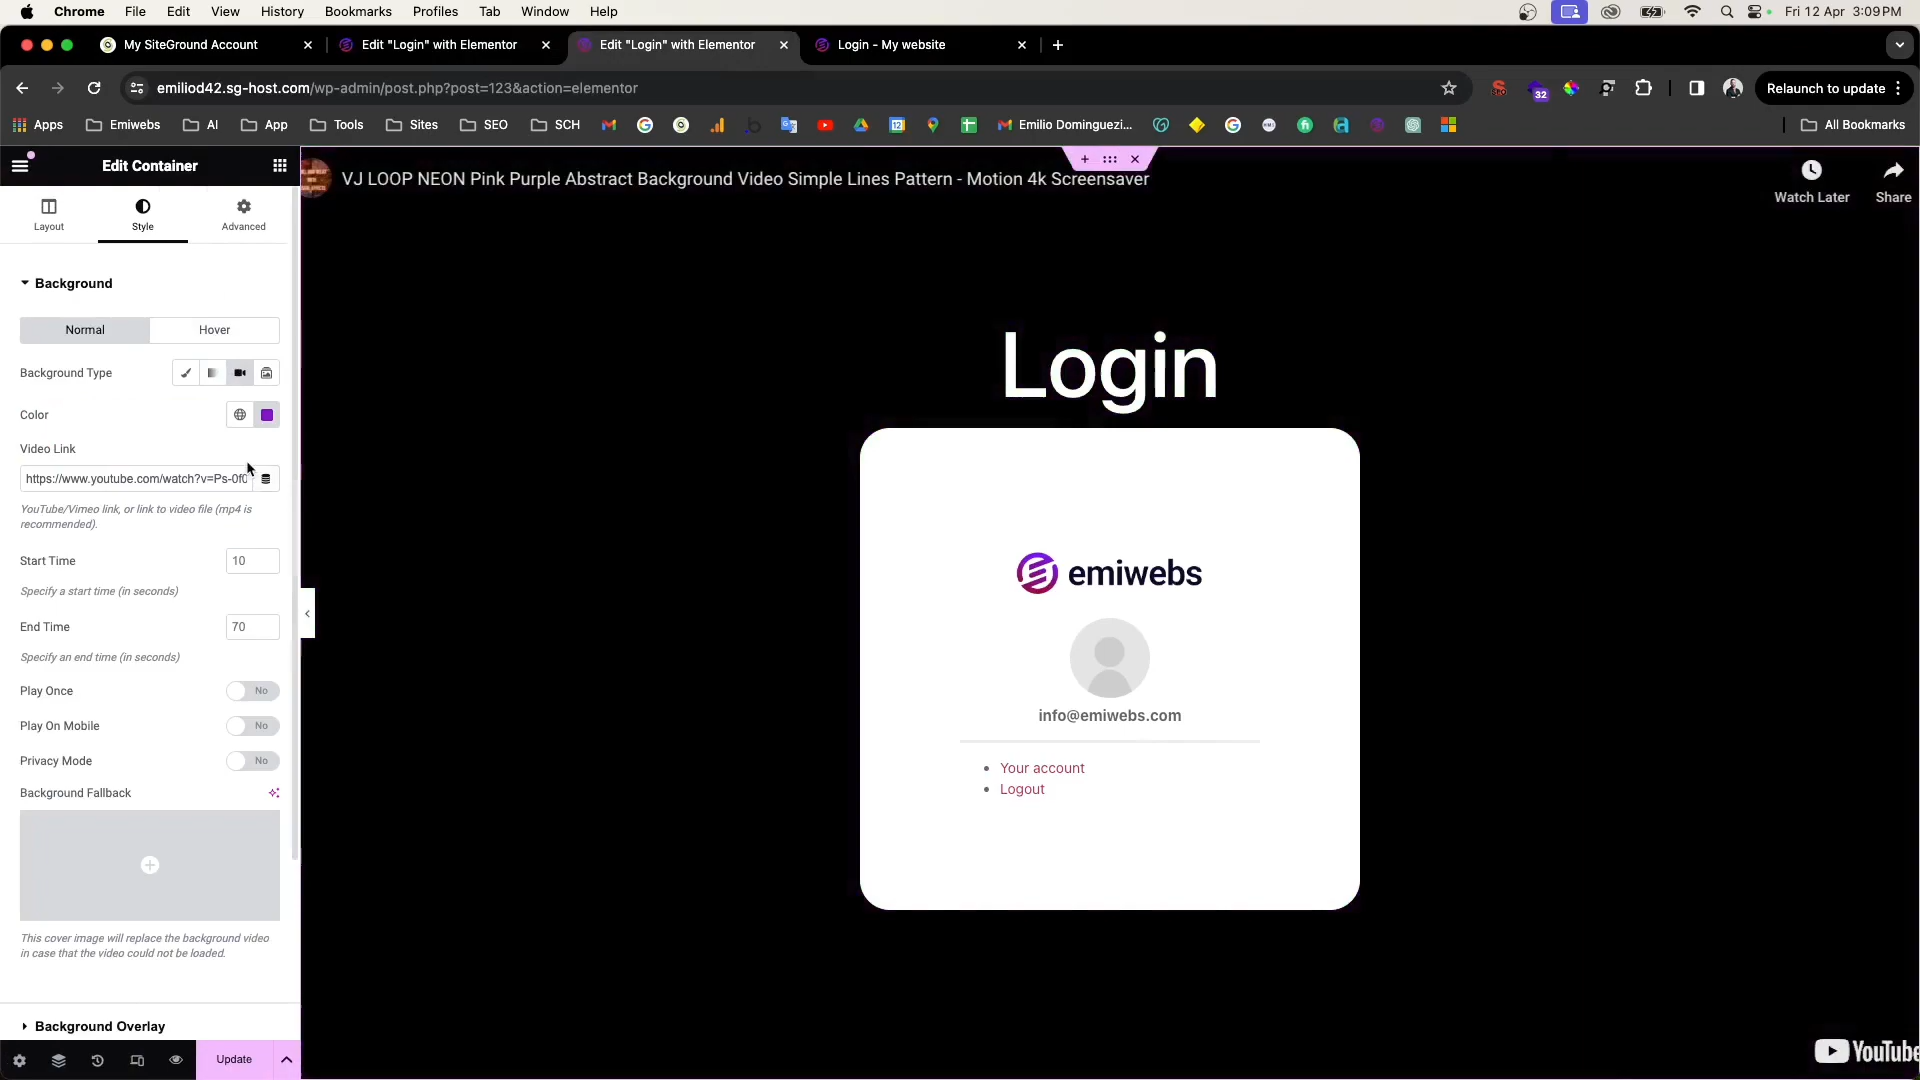 Chrome File Edit View History Bookmarks Profiles Tab Window Help Fri 12 Apr 3:09 PM
My SiteGround Account Edit "Login" with Elementor Edit "Login" with Elementor Login - My website
emiliod42.sg-host.com/wp-admin/post.php?post=123&action=elementor 32 Relaunch to update
Apps Emiwebs AI App Tools Sites SEO SCH 12 Emilio Dominguezi... All Bookmarks
Edit Container
VJ LOOP NEON Pink Purple Abstract Background Video Simple Lines Pattern - Motion 4k Screensaver
Watch Later Share
Layout Style Advanced
Background
Normal Hover
Background Type
Color
Video Link
https://www.youtube.com/watch?v=Ps-0f0
YouTube/Vimeo link, or link to video file (mp4 is
recommended).
Start Time 10
Specify a start time (in seconds)
End Time 70
Specify an end time (in seconds)
Play Once No
Play On Mobile No
Privacy Mode No
Background Fallback
This cover image will replace the background video
in case that the video could not be loaded.
Background Overlay
Update
Login
emiwebs
info@emiwebs.com
Your account
Logout
YouTube